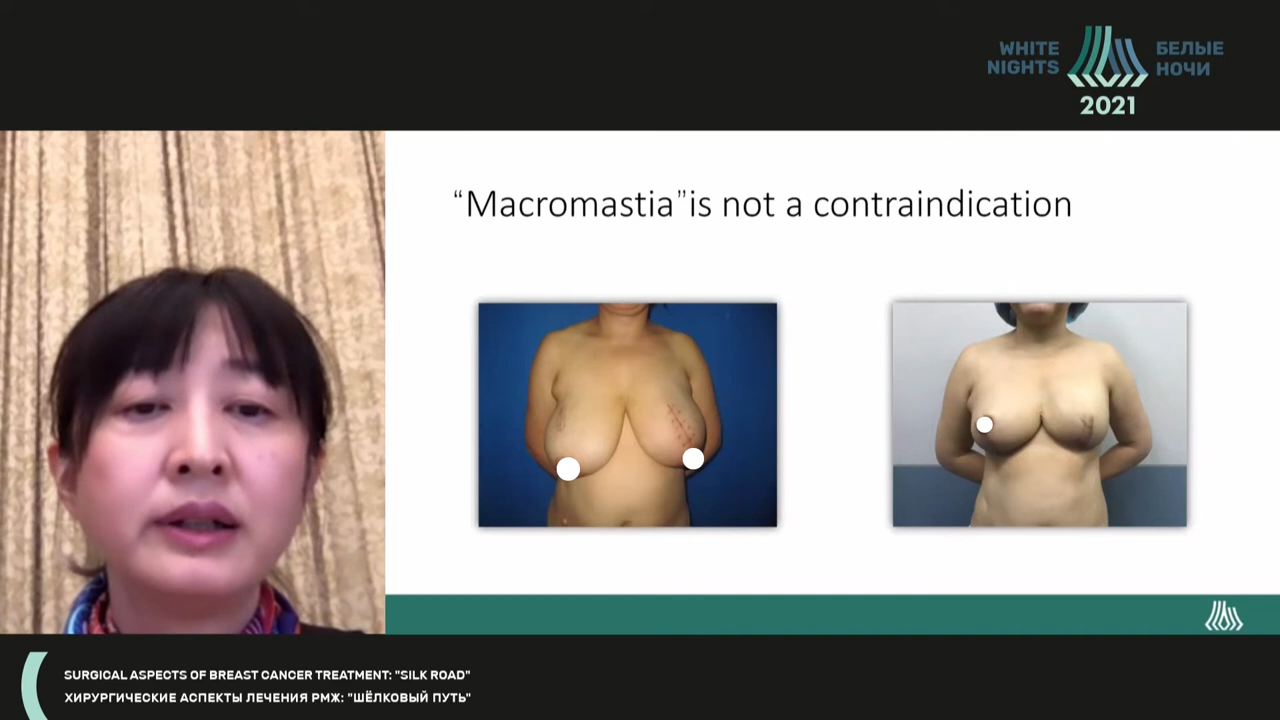 WHITE
NIGHTS
БЕЛЫЕ
НОЧИ
2021
“Macromastia”is not a contraindication
SURGICAL ASPECTS OF BREAST CANCER TREATMENT: "SILK ROAD"
ХИРУРГИЧЕСКИЕ АСПЕКТЫ ЛЕЧЕНИЯ РМЖ: "ШЁЛКОВЫЙ ПУТЬ"